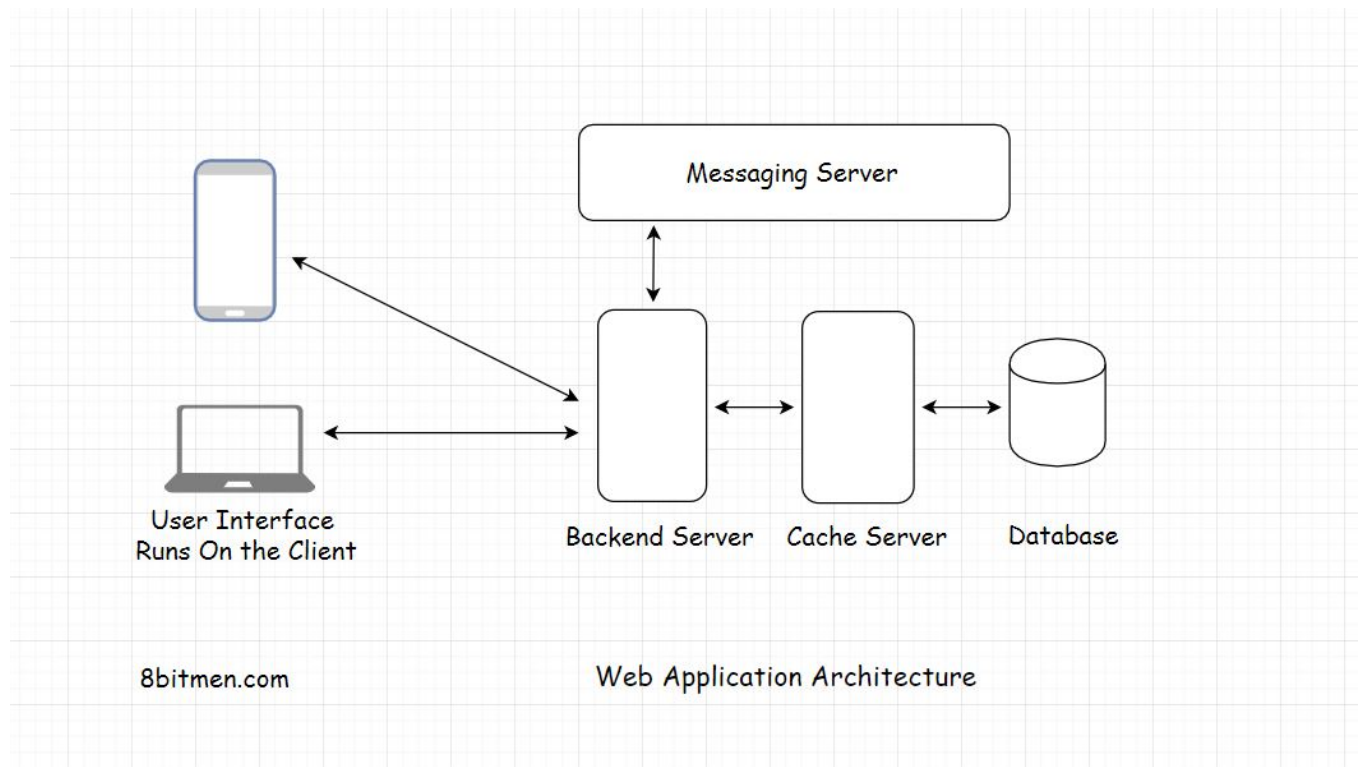 Messaging Server
User Interface
Runs On the Client
Backend Server
Cache Server
Database
8bitmen.com
Web Application Architecture